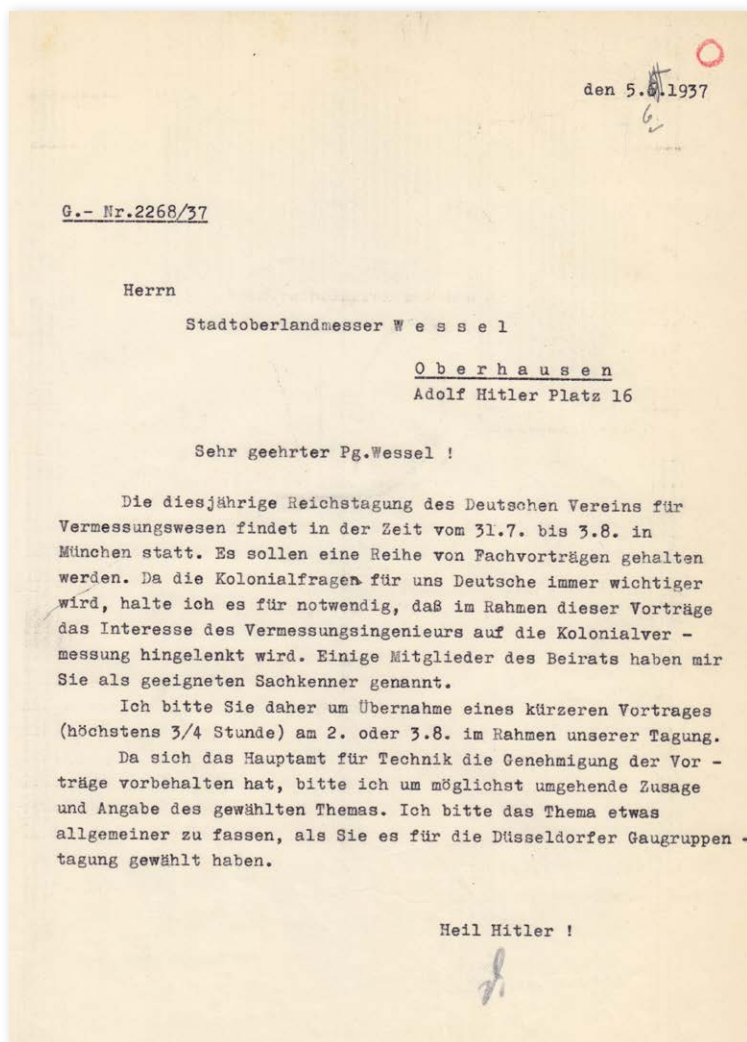 den 5. .1937
6.
G.- Nr.2268/37
Herrn
Stadtoberlandmesser W e s s e l
O b e r h a u s e n
Adolf Hitler Platz 16
Sehr geehrter Pg.Wessel !
Die diesjährige Reichstagung des Deutschen Vereins für
Vermessungswesen findet in der Zeit vom 31.7. bis 3.8. in
München statt. Es sollen eine Reihe von Fachvorträgen gehalten
werden. Da die Kolonialfragen für uns Deutsche immer wichtiger
wird, halte ich es für notwendig, daß im Rahmen dieser Vorträge
das Interesse des Vermessungsingenieurs auf die Kolonialver -
messung hingelenkt wird. Einige Mitglieder des Beirats haben mir
Sie als geeigneten Sachkenner genannt.
Ich bitte Sie daher um Übernahme eines kürzeren Vortrages
(höchstens 3/4 Stunde) am 2. oder 3.8. im Rahmen unserer Tagung.
Da sich das Hauptamt für Technik die Genehmigung der Vor -
träge vorbehalten hat, bitte ich um möglichst umgehende Zusage
und Angabe des gewählten Themas. Ich bitte das Thema etwas
allgemeiner zu fassen, als Sie es für die Düsseldorfer Gaugruppen -
tagung gewählt haben.
Heil Hitler !